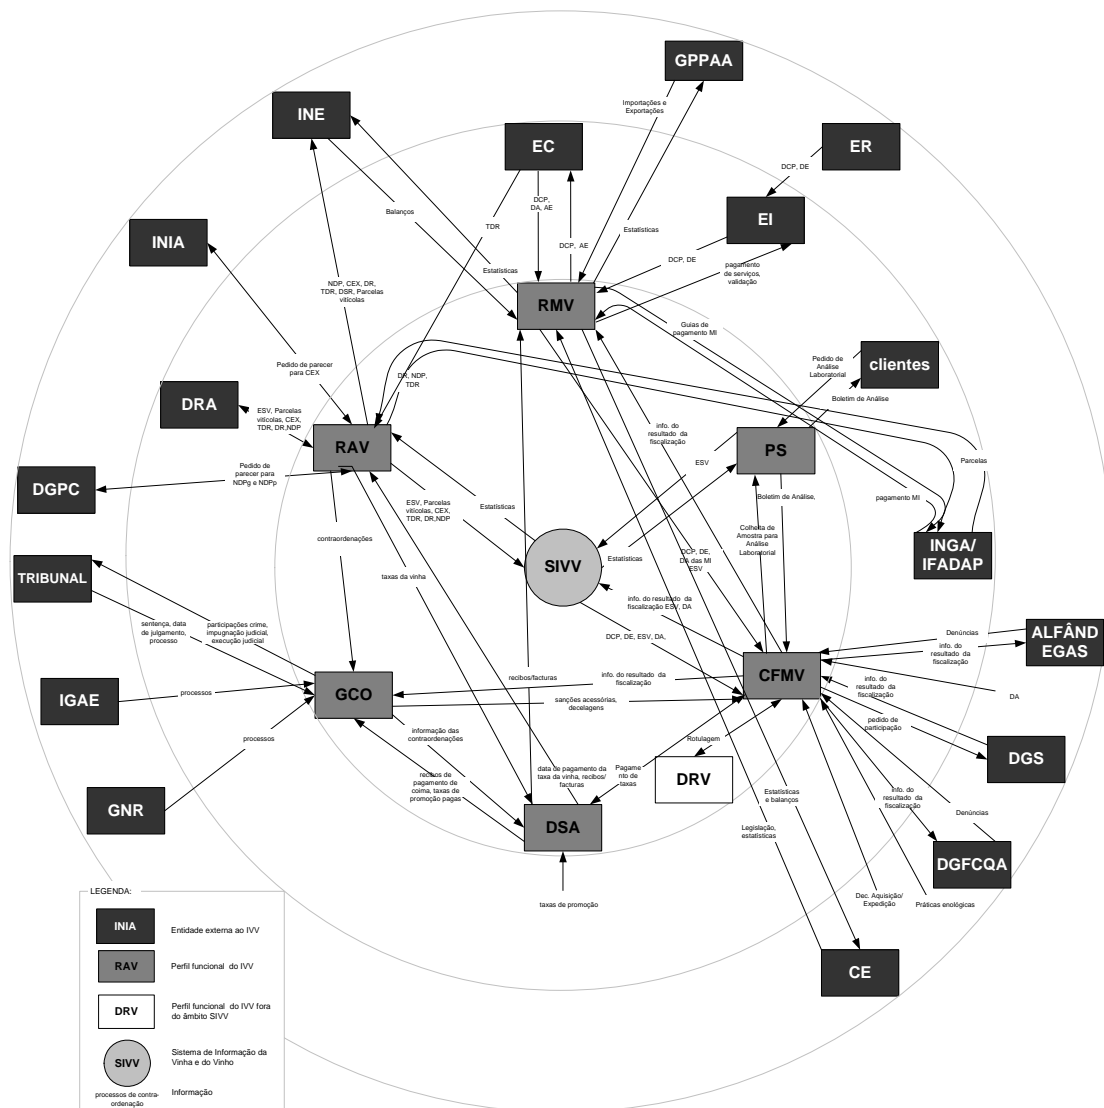 GPPAA
Importações e
Exportações
INE
EC
ER
DCP, DE
DCP,
DA, AE
EI
Balanços
TDR
Estatísticas
INIA
DCP,  AE
DCP, DE
pagamento
de serviços,
validação
Estatísticas
NDP, CEX, DR,
TDR, DSR, Parcelas
vitícolas
RMV
Guias de
pagamento MI
Pedido de parecer
para CEX
DR, NDP,
TDR
Pedido de
Análise
Laboratorial
clientes
DRA
ESV, Parcelas
vitícolas, CEX,
TDR, DR,NDP
Boletim de Análise
RAV
info. do
resultado  da
fiscalização
PS
ESV
Parcelas
DGPC
Pedido de
parecer para
NDPg e NDPp
ESV, Parcelas
vitícolas, CEX,
TDR, DR,NDP
Estatísticas
Boletim de Análise,
pagamento MI
contraordenações
Colheita de
Amostra para
Análise
Laboratorial
INGA/
IFADAP
TRIBUNAL
taxas da vinha
SIVV
Estatísticas
DCP, DE,
DA das MI
ESV
info. do resultado  da
fiscalização ESV, DA
sentença, data
de julgamento,
processo
participações crime,
impugnação judicial,
execução judicial
DCP, DE, ESV, DA,
Denúncias
ALFÂND
EGAS
info. do
resultado  da
fiscalização
IGAE
processos
GCO
recibos/facturas
info. do resultado  da
fiscalização
CFMV
info. do
resultado  da
fiscalização
DA
sanções acessórias,
decelagens
pedido de
participação
processos
informação das
contraordenações
Rotulagem
DGS
recibos de
pagamento de
coima, taxas de
promoção pagas
data de pagamento da
taxa da vinha, recibos/
facturas
Pagame
nto de
taxas
DRV
GNR
Estatísticas
e balanços
info. do
resultado  da
fiscalização
DSA
Legislação,
estatísticas
Denúncias
DGFCQA
taxas de promoção
Dec. Aquisição/
Expedição
Práticas enológicas
CE
LEGENDA:
INIA
Entidade externa ao IVV
RAV
Perfil funcional  do IVV
DRV
Perfil funcional  do IVV fora
do âmbito SIVV
SIVV
Sistema de Informação da
Vinha e do Vinho
processos de contra-
ordenação
Informação